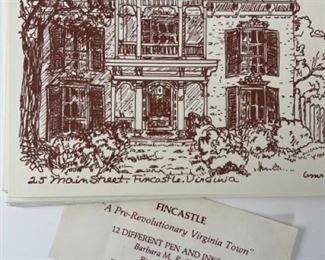 25 Main Street - Fincastle, Virginia
FINCASTLE
"A Pre-Revolutionary Virginia Town"
12 DIFFERENT PEN AND INK
Barbara M.